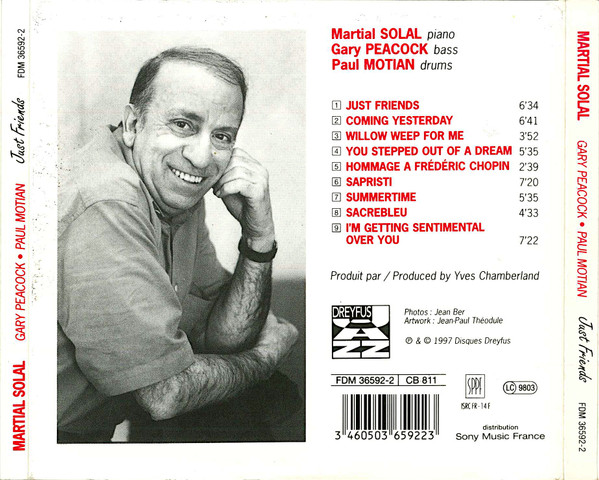 FDM 36592-2
Just Friends
GARY PEACOCK • PAUL MOTIAN
MARTIAL SOLAL
Martial SOLAL piano
Gary PEACOCK bass
Paul MOTIAN drums
1 JUST FRIENDS 6'34
2 COMING YESTERDAY 6'41
3 WILLOW WEEP FOR ME 3'52
4 YOU STEPPED OUT OF A DREAM 5'35
5 HOMMAGE A FRÉDÉRIC CHOPIN 2'39
6 SAPRISTI 7'20
7 SUMMERTIME 5'35
8 SACREBLEU 4'33
9 I'M GETTING SENTIMENTAL
OVER YOU 7'22
Produit par / Produced by Yves Chamberland
DREYFUS
JAZZ
Photos : Jean Ber
Artwork : Jean-Paul Théodule
℗ & © 1997 Disques Dreyfus
FDM 36592-2 CB 811
3 460503 659223
SPPF
ISRC FR - 14 F
LC 9803
distribution
Sony Music France
MARTIAL SOLAL
GARY PEACOCK • PAUL MOTIAN
Just Friends
FDM 36592-2